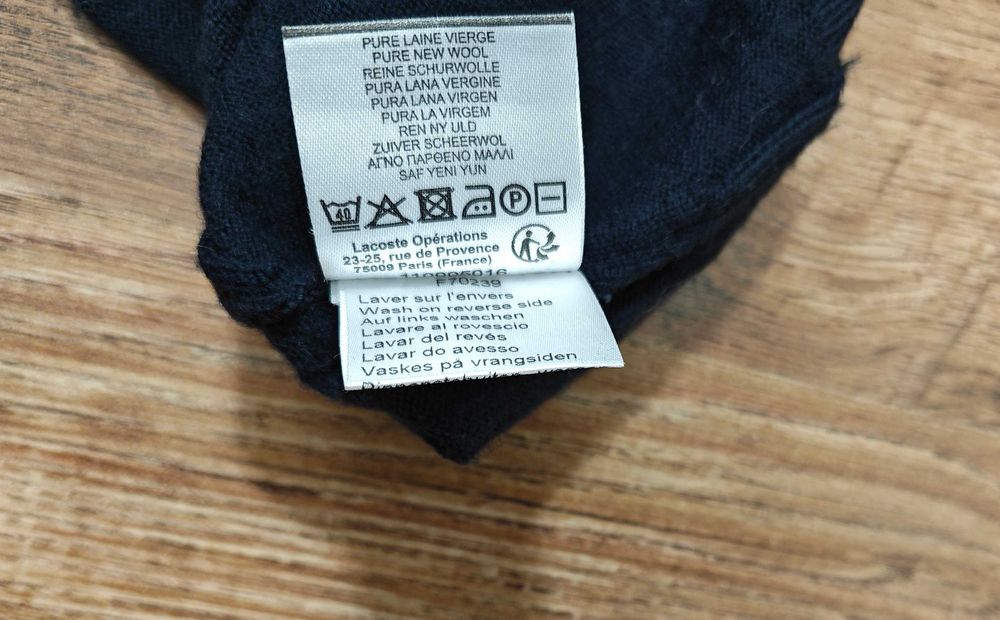 PURE LAINE VIERGE
PURE NEW WOOL
REINE SCHURWOLLE
PURA LANA VERGINE
PURA LANA VIRGEN
PURA LA VIRGEM
REN NY ULD
ZUIVER SCHEERWOL
ΑΓΝΟ ΠΑΡΘΕΝΟ ΜΑΛΛΙ
SAF YENI YUN
40 P
Lacoste Opérations
23-25, rue de Provence
75009 Paris (France)
F70239
Laver sur l'envers
Wash on reverse side
Auf links waschen
Lavare al rovescio
Lavar del revés
Lavar do avesso
Vaskes på vrangsiden